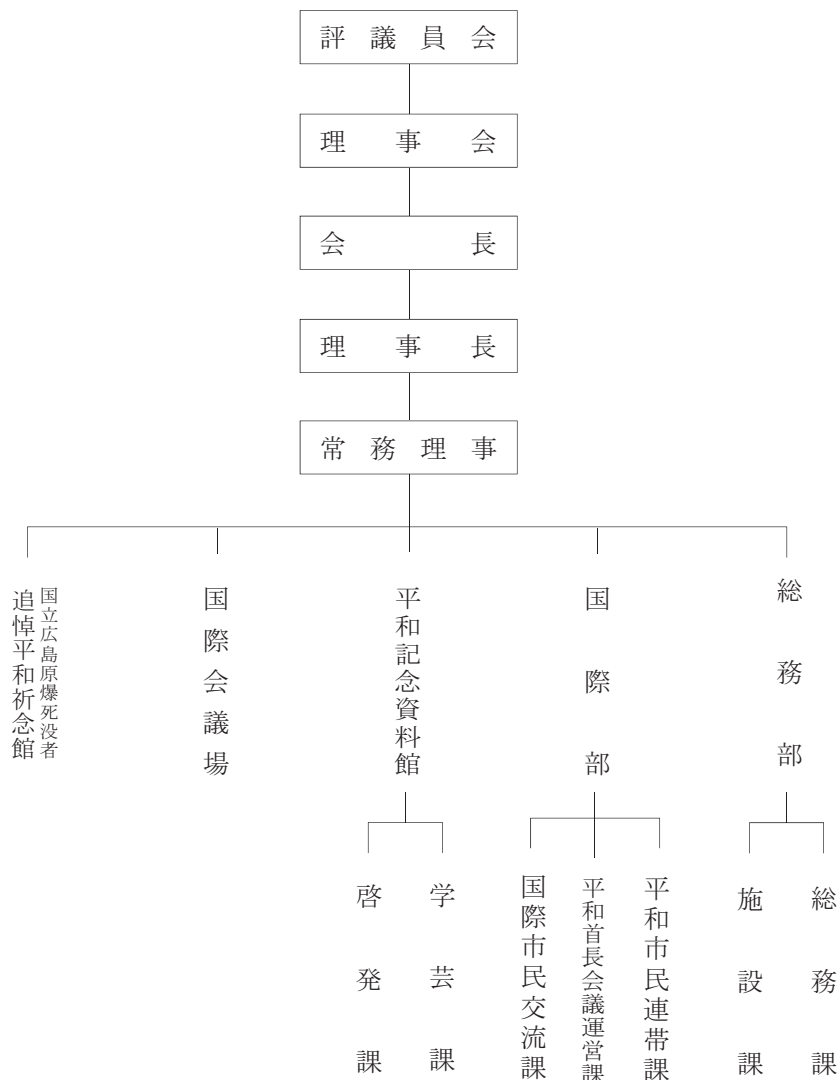 評議員会
理事会
会長
理事長
常務理事
総務部
国際部
平和記念資料館
国際会議場
国立広島原爆死没者
追悼平和祈念館
総務課
施設課
平和市民連帯課
平和首長会議運営課
国際市民交流課
学芸課
啓発課